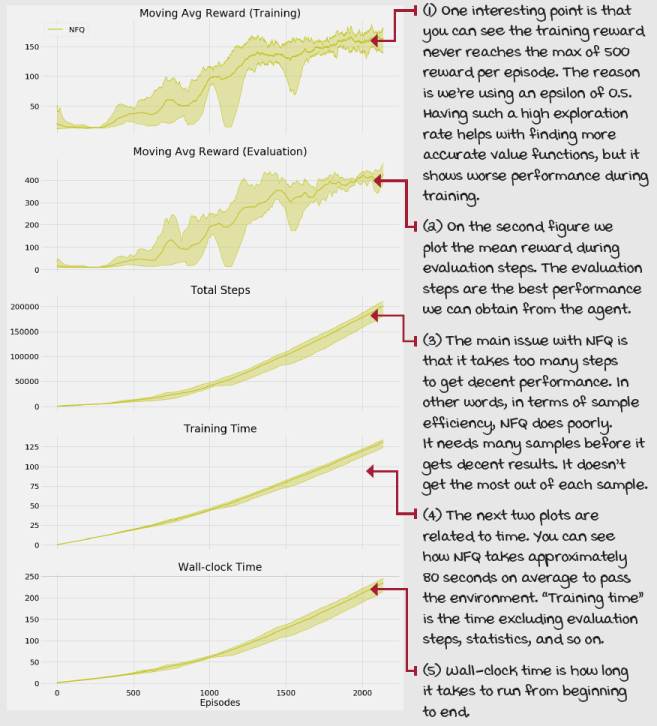 Moving Avg Reward (Training)
NFQ
150
100
50
Moving Avg Reward (Evaluation)
400
300
200
100
0
Total Steps
200000
150000
100000
50000
0
Training Time
125
100
75
50
25
0
Wall-clock Time
250
200
150
100
50
0
0 500 1000 1500 2000
Episodes
(1) One interesting point is that
you can see the training reward
never reaches the max of 500
reward per episode. The reason
is we're using an epsilon of 0.5.
Having such a high exploration
rate helps with finding more
accurate value functions, but it
shows worse performance during
training.
(2) On the second figure we
plot the mean reward during
evaluation steps. The evaluation
steps are the best performance
we can obtain from the agent.
(3) The main issue with NFQ is
that it takes too many steps
to get decent performance. In
other words, in terms of sample
efficiency, NFQ does poorly.
It needs many samples before it
gets decent results. It doesn't
get the most out of each sample.
(4) The next two plots are
related to time. You can see
how NFQ takes approximately
80 seconds on average to pass
the environment. "Training time"
is the time excluding evaluation
steps, statistics, and so on.
(5) Wall-clock time is how long
it takes to run from beginning
to end.